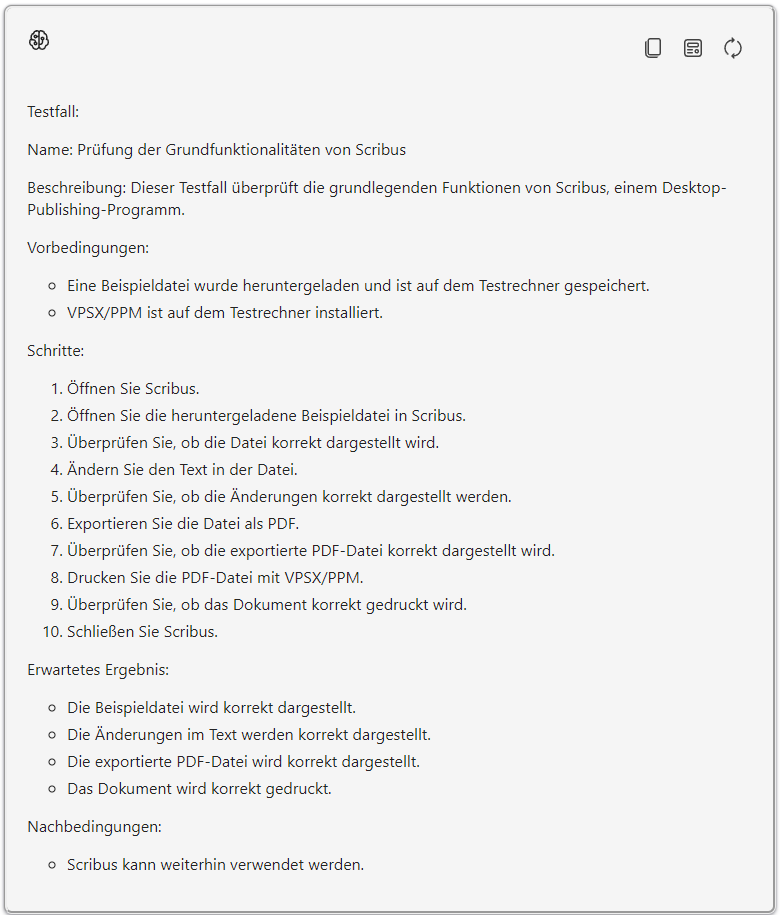 Testfall:
Name: Prüfung der Grundfunktionalitäten von Scribus
Beschreibung: Dieser Testfall überprüft die grundlegenden Funktionen von Scribus, einem Desktop-
Publishing-Programm.
Vorbedingungen:
Eine Beispieldatei wurde heruntergeladen und ist auf dem Testrechner gespeichert.
VPSX/PPM ist auf dem Testrechner installiert.
Schritte:
1. Öffnen Sie Scribus.
2. Öffnen Sie die heruntergeladene Beispieldatei in Scribus.
3. Überprüfen Sie, ob die Datei korrekt dargestellt wird.
4. Ändern Sie den Text in der Datei.
5. Überprüfen Sie, ob die Änderungen korrekt dargestellt werden.
6. Exportieren Sie die Datei als PDF.
7. Überprüfen Sie, ob die exportierte PDF-Datei korrekt dargestellt wird.
8. Drucken Sie die PDF-Datei mit VPSX/PPM.
9. Überprüfen Sie, ob das Dokument korrekt gedruckt wird.
10. Schließen Sie Scribus.
Erwartetes Ergebnis:
Die Beispieldatei wird korrekt dargestellt.
Die Änderungen im Text werden korrekt dargestellt.
Die exportierte PDF-Datei wird korrekt dargestellt.
Das Dokument wird korrekt gedruckt.
Nachbedingungen:
Scribus kann weiterhin verwendet werden.